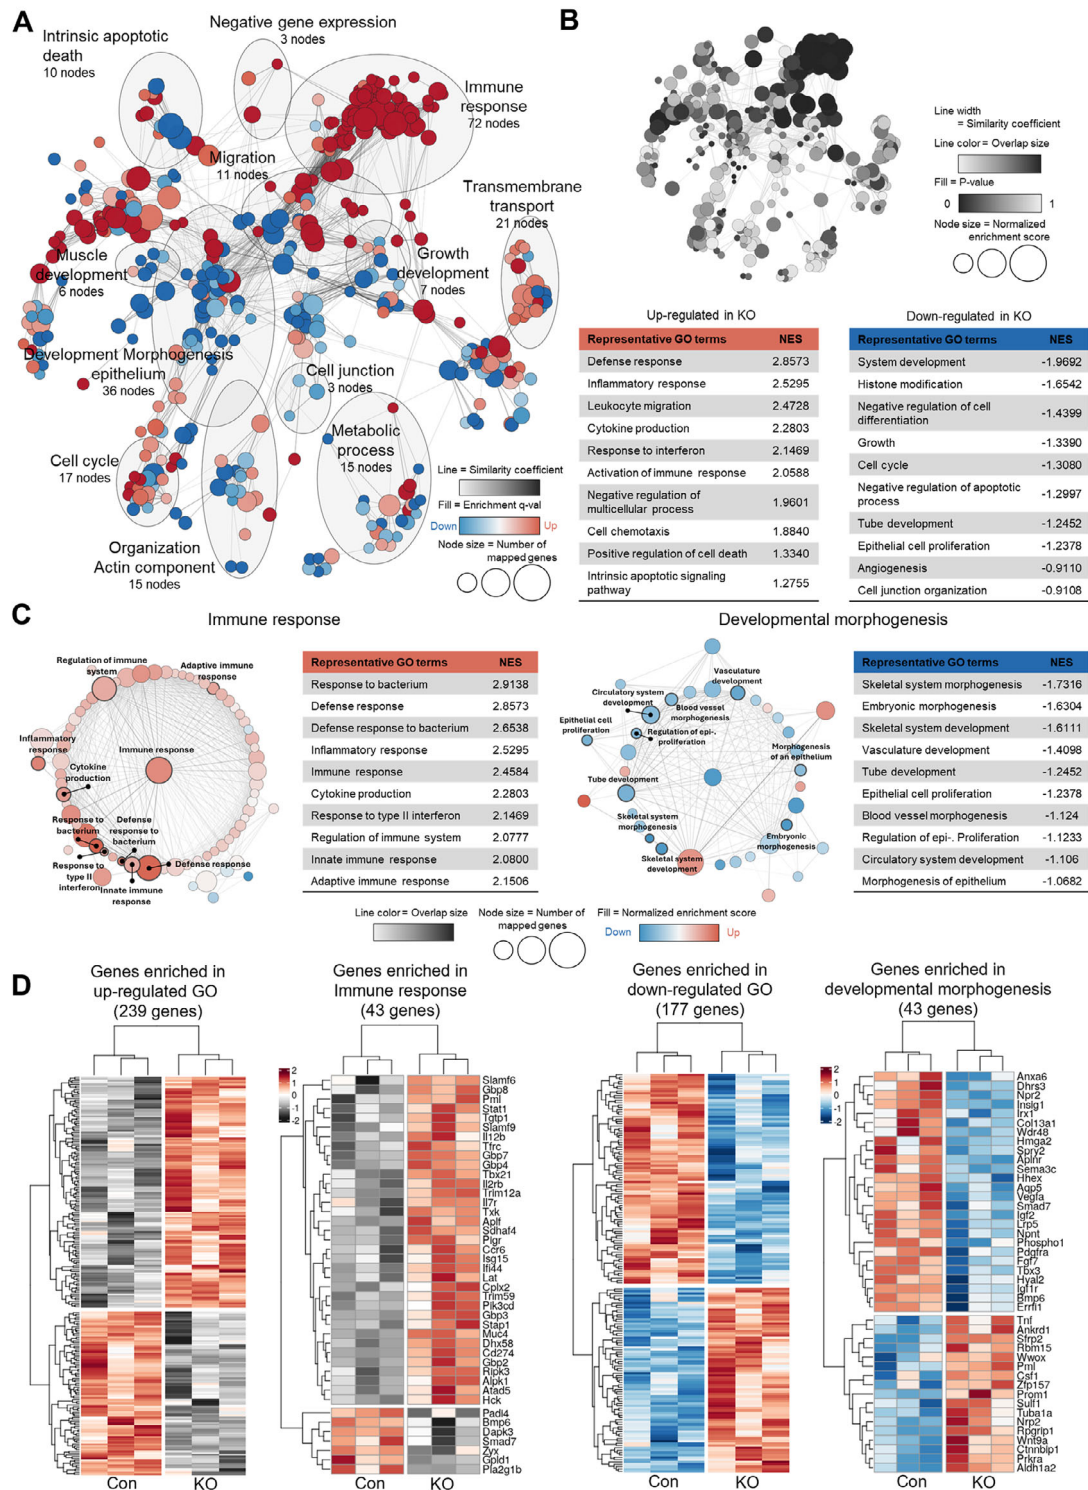 A
Intrinsic apoptotic
death
10 nodes
Negative gene expression
3 nodes
Immune
response
72 nodes
Migration
11 nodes
Transmembrane
transport
21 nodes
Muscle
development
6 nodes
Growth
development
7 nodes
Development Morphogenesis
epithelium
36 nodes
Cell junction
3 nodes
Metabolic
process
15 nodes
Cell cycle
17 nodes
Organization
Actin component
15 nodes
Line = Similarity coefficient
Fill = Enrichment q-val
Down
Up
Node size = Number of
mapped genes
B
Line width
= Similarity coefficient
Line color = Overlap size
Fill = P-value
0
1
Node size = Normalized
enrichment score
Up-regulated in KO
Representative GO terms NES
Defense response 2.8573
Inflammatory response 2.5295
Leukocyte migration 2.4728
Cytokine production 2.2803
Response to interferon 2.1469
Activation of immune response 2.0588
Negative regulation of
multicellular process 1.9601
Cell chemotaxis 1.8840
Positive regulation of cell death 1.3340
Intrinsic apoptotic signaling
pathway 1.2755
Down-regulated in KO
Representative GO terms NES
System development -1.9692
Histone modification -1.6542
Negative regulation of cell
differentiation -1.4399
Growth -1.3390
Cell cycle -1.3080
Negative regulation of apoptotic
process -1.2997
Tube development -1.2452
Epithelial cell proliferation -1.2378
Angiogenesis -0.9110
Cell junction organization -0.9108
C
Immune response
Regulation of immune
system
Adaptive immune
response
Inflammatory
response
Immune response
Cytokine
production
Response to
bacterium
Defense
response to
bacterium
Response to
type II
interferon
Innate immune
response
Defense response
Representative GO terms NES
Response to bacterium 2.9138
Defense response 2.8573
Defense response to bacterium 2.6538
Inflammatory response 2.5295
Immune response 2.4584
Cytokine production 2.2803
Response to type II interferon 2.1469
Regulation of immune system 2.0777
Innate immune response 2.0800
Adaptive immune response 2.1506
Developmental morphogenesis
Vasculature
development
Circulatory system
development
Blood vessel
morphogenesis
Epithelial cell
proliferation
Regulation of epi-.
proliferation
Morphogenesis
of an epithelium
Tube development
Skeletal system
morphogenesis
Embryonic
morphogenesis
Skeletal system
development
Representative GO terms NES
Skeletal system morphogenesis -1.7316
Embryonic morphogenesis -1.6304
Skeletal system development -1.6111
Vasculature development -1.4098
Tube development -1.2452
Epithelial cell proliferation -1.2378
Blood vessel morphogenesis -1.124
Regulation of epi-. Proliferation -1.1233
Circulatory system development -1.106
Morphogenesis of epithelium -1.0682
Line color = Overlap size
Node size = Number of
mapped genes
Fill = Normalized enrichment score
Down
Up
D
Genes enriched in
up-regulated GO
(239 genes)
2
1
0
-1
-2
Con
KO
Genes enriched in
Immune response
(43 genes)
Slamf6
Gbp8
Pml
Stat1
Tgtp1
Slamf9
Il12b
Tfrc
Gbp7
Gbp4
Tbx21
Il2rb
Trim12a
Il7r
Txk
Aplf
Sdhaf4
Plgr
Ccr6
Isg15
Ifi44
Lat
Cplx2
Trim59
Pik3cd
Gbp3
Stap1
Muc4
Dhx58
Cd274
Gbp2
Ripk3
Alpk1
Atad5
Hck
Padi4
Bmp6
Dapk3
Smad7
Zyx
Gpld1
Pla2g1b
Con
KO
Genes enriched in
down-regulated GO
(177 genes)
2
1
0
-1
-2
Con
KO
Genes enriched in
developmental morphogenesis
(43 genes)
Anxa6
Dhrs3
Npr2
Insig1
Irx1
Col13a1
Wdr48
Hmga2
Spry2
Aplnr
Sema3c
Hhex
Aqp5
Vegfa
Smad7
Igf2
Lrp5
Npnt
Phospho1
Pdgfra
Fgf7
Tbx3
Hyal2
Igf1r
Bmp6
Errfi1
Tnf
Ankrd1
Sfrp2
Rbm15
Wwox
Pml
Csf1
Zfp157
Prom1
Sulf1
Tuba1a
Nrp2
Rpgrip1
Wnt9a
Ctnnbip1
Prkra
Aldh1a2
Con
KO